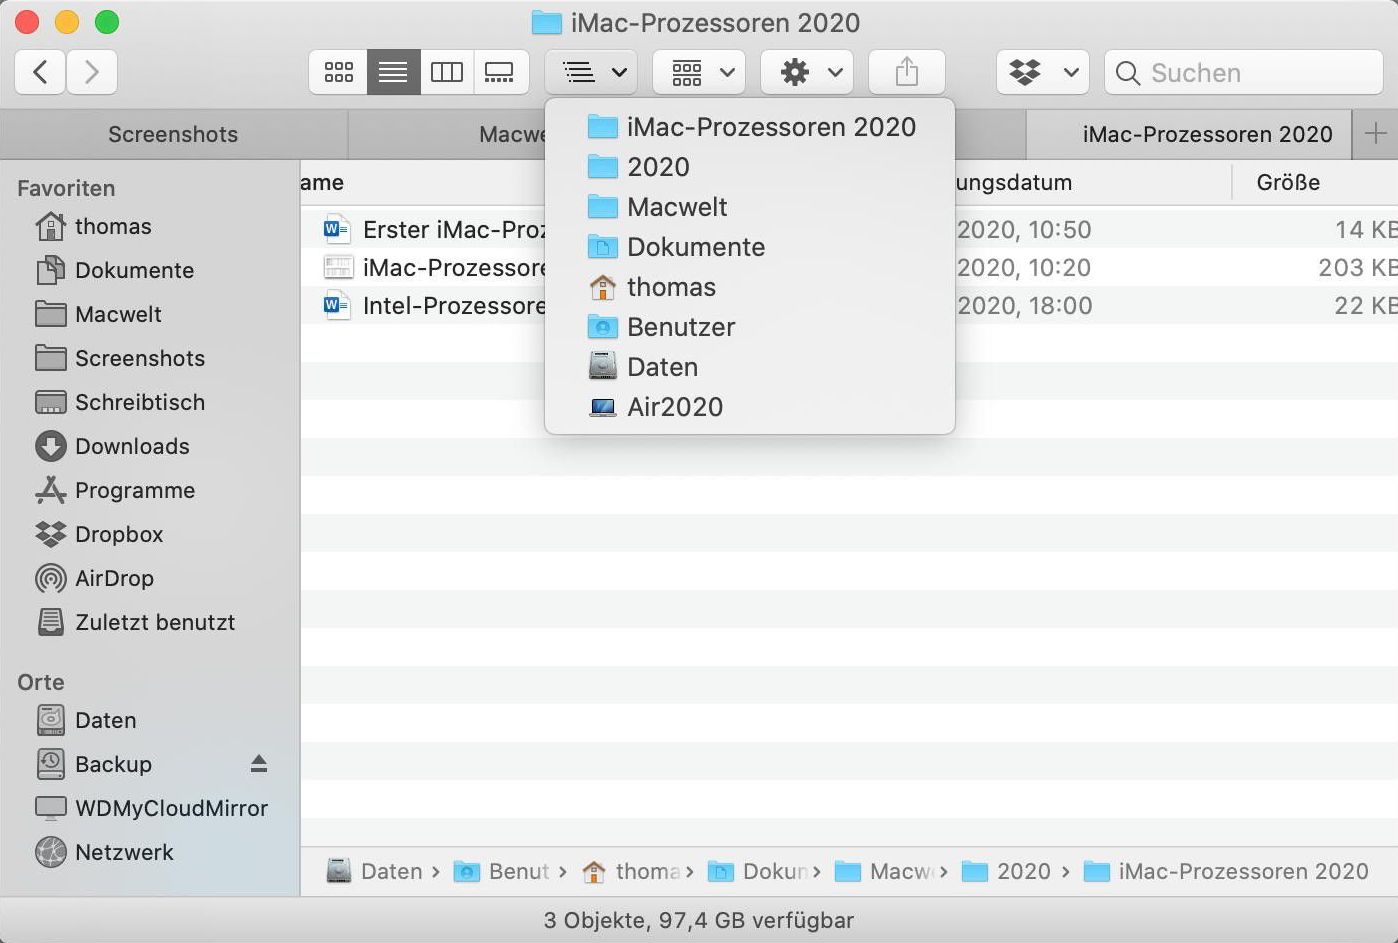 iMac-Prozessoren 2020
Suchen
Screenshots
Macwe
iMac-Prozessoren 2020
Favoriten
thomas
Dokumente
Macwelt
Screenshots
Schreibtisch
Downloads
Programme
Dropbox
AirDrop
Zuletzt benutzt
Orte
Daten
Backup
WDMyCloudMirror
Netzwerk
iMac-Prozessoren 2020
2020
Macwelt
Dokumente
thomas
Benutzer
Daten
Air2020
ame ungsdatum Größe
Erster iMac-Proz 2020, 10:50 14 KB
iMac-Prozessore 2020, 10:20 203 KB
Intel-Prozessore 2020, 18:00 22 KB
Daten › Benut › thoma › Dokun › Macw › 2020 › iMac-Prozessoren 2020
3 Objekte, 97,4 GB verfügbar